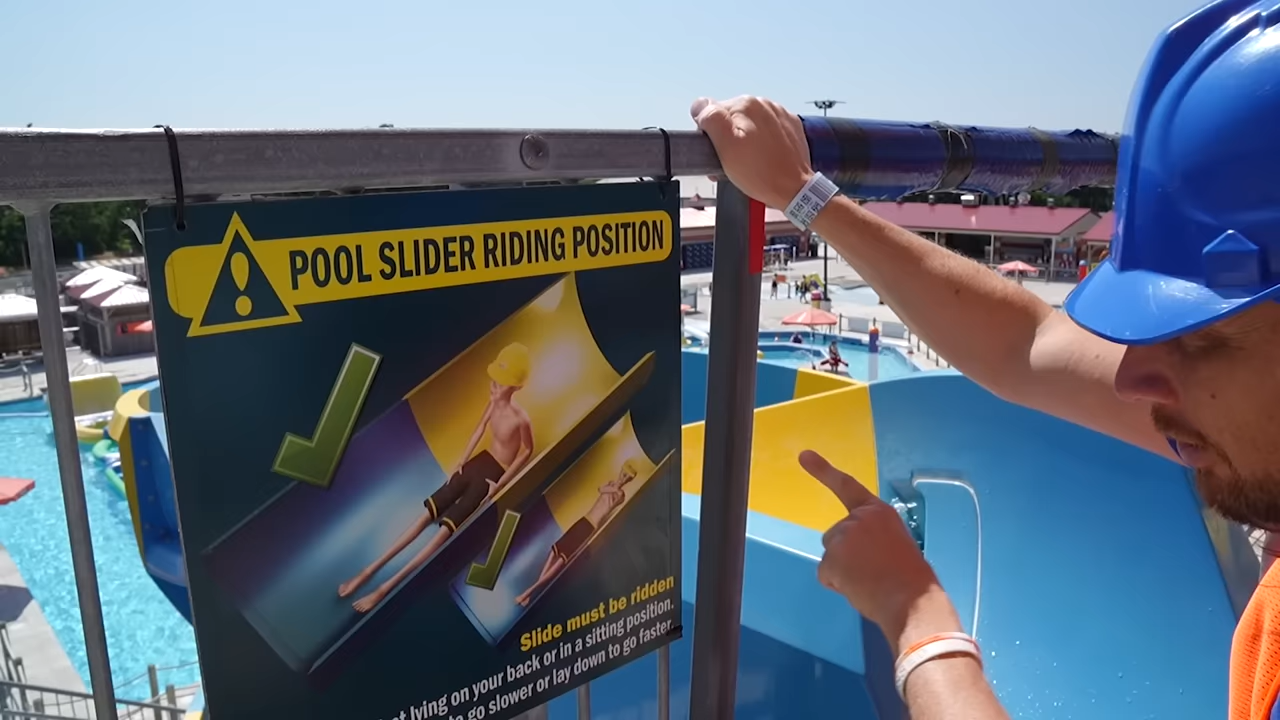 POOL SLIDER RIDING POSITION
Slide must be ridden
lying on your back or in a sitting position.
to go slower or lay down to go faster.